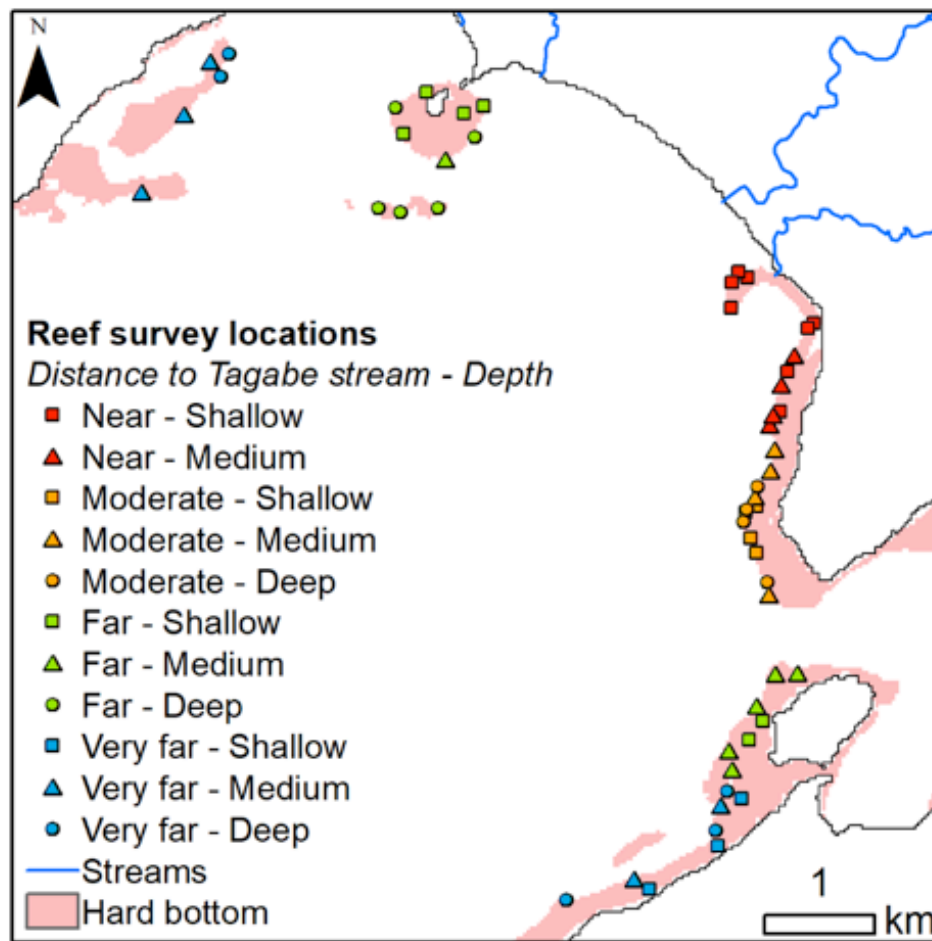 N
Reef survey locations
Distance to Tagabe stream - Depth
Near - Shallow
Near - Medium
Moderate - Shallow
Moderate - Medium
Moderate - Deep
Far - Shallow
Far - Medium
Far - Deep
Very far - Shallow
Very far - Medium
Very far - Deep
Streams
Hard bottom
1
km